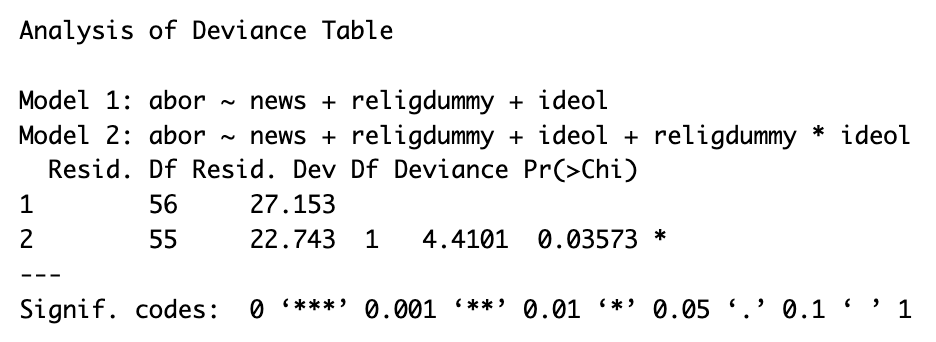 Analysis of Deviance Table
Model 1: abor ~ news + religdummy + ideol
Model 2: abor ~ news + religdummy + ideol + religdummy * ideol
  Resid. Df Resid. Dev Df Deviance Pr(>Chi)
1        56     27.153
2        55     22.743  1   4.4101  0.03573 *
---
Signif. codes:  0 ‘***’ 0.001 ‘**’ 0.01 ‘*’ 0.05 ‘.’ 0.1 ‘ ’ 1